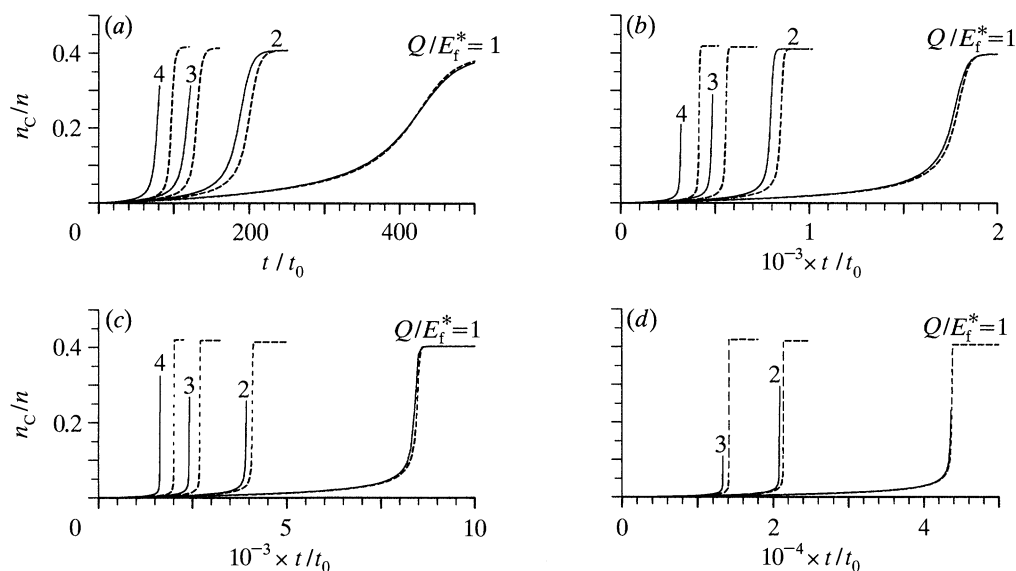 (a)
0.4
0.2
n_C/n
4
3
2
Q/E_f^*=1
200
400
0
t/t_0
(b)
4
3
2
Q/E_f^*=1
0
1
2
10^{-3} × t/t_0
(c)
0.4
0.2
n_C/n
4
3
2
Q/E_f^*=1
0
5
10
10^{-3} × t/t_0
(d)
3
2
Q/E_f^*=1
0
2
4
10^{-4} × t/t_0